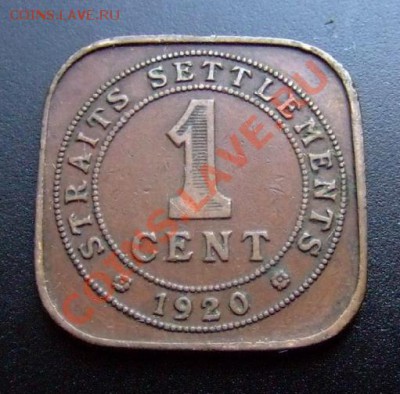 COINS.LAVE.RU
STRAITS SETTLEMENTS
1
CENT
1920
COINS.LAVE.RU